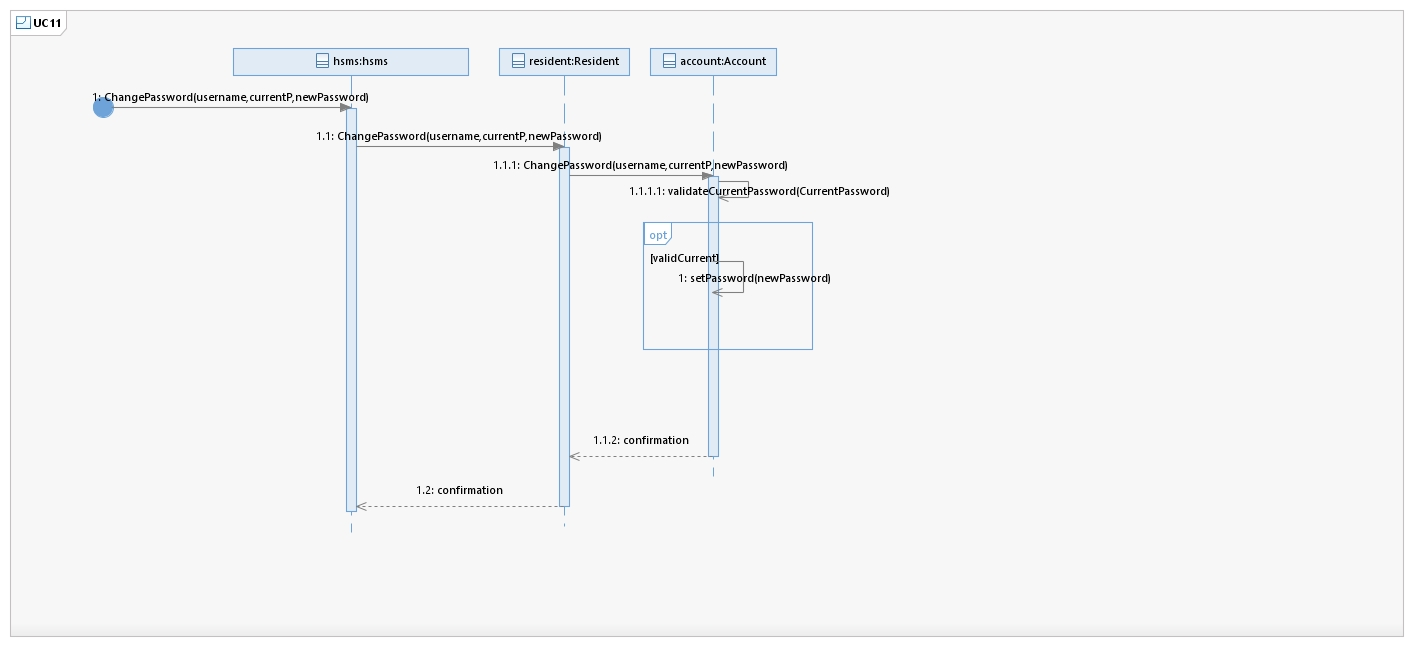 UC11
hsms:hsms
resident:Resident
account:Account
1: ChangePassword(username,currentP,newPassword)
1.1: ChangePassword(username,currentP,newPassword)
1.1.1: ChangePassword(username,currentP,newPassword)
1.1.1.1: validateCurrentPassword(CurrentPassword)
opt
[validCurrent]
1: setPassword(newPassword)
1.1.2: confirmation
1.2: confirmation